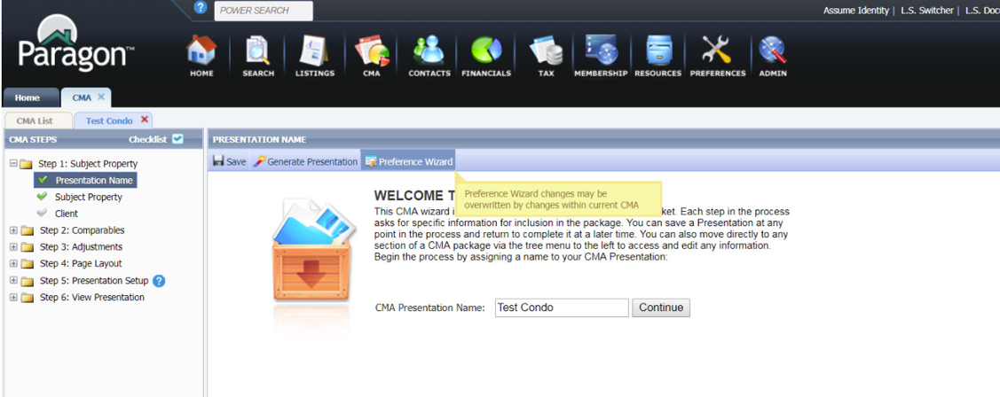 POWER SEARCH
Assume Identity | L.S. Switcher | L.S. Doc
Paragon™
HOME SEARCH LISTINGS CMA CONTACTS FINANCIALS TAX MEMBERSHIP RESOURCES PREFERENCES ADMIN
Home CMA
CMA List Test Condo
CMA STEPS Checklist
PRESENTATION NAME
Save Generate Presentation Preference Wizard
Step 1: Subject Property
Presentation Name
Subject Property
Client
Step 2: Comparables
Step 3: Adjustments
Step 4: Page Layout
Step 5: Presentation Setup ?
Step 6: View Presentation
Preference Wizard changes may be
overwritten by changes within current CMA
WELCOME T
This CMA wizard i ket. Each step in the process
asks for specific information for inclusion in the package. You can save a Presentation at any
point in the process and return to complete it at a later time. You can also move directly to any
section of a CMA package via the tree menu to the left to access and edit any information.
Begin the process by assigning a name to your CMA Presentation:
CMA Presentation Name: Test Condo Continue